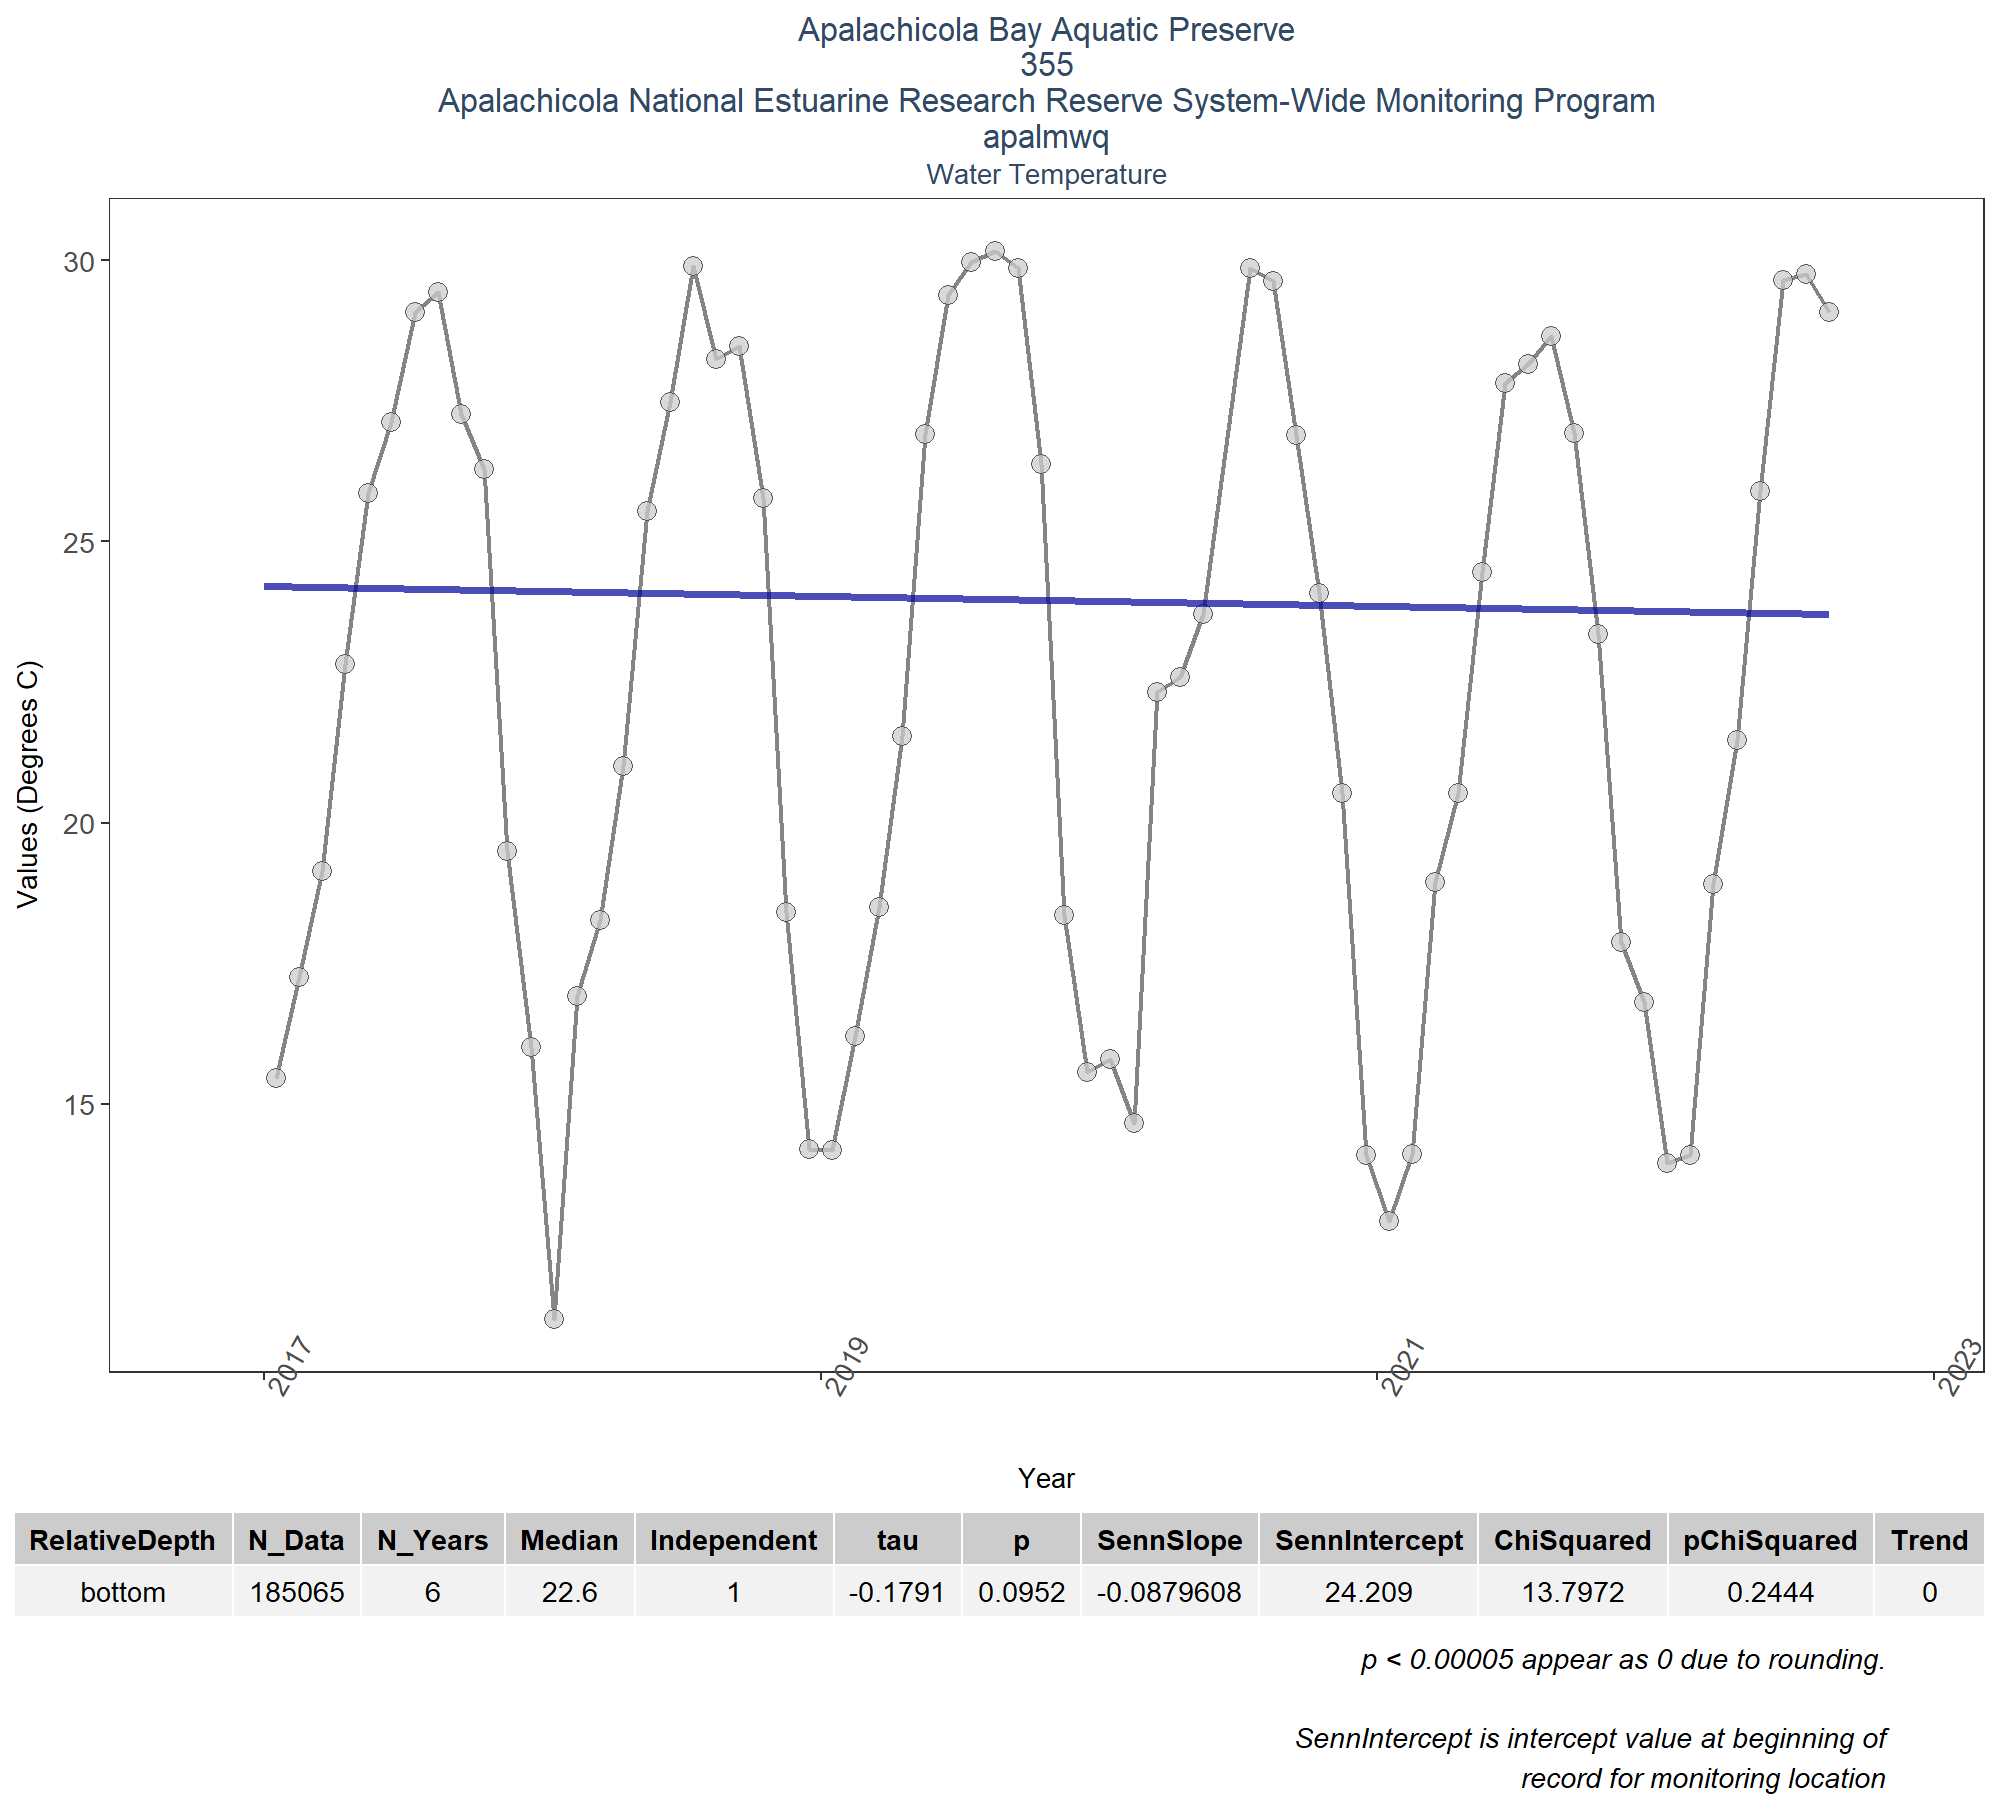 Apalachicola Bay Aquatic Preserve
355
Apalachicola National Estuarine Research Reserve System-Wide Monitoring Program
apalmwq
Water Temperature
30
25
20
15
Values (Degrees C)
2017
2019
2021
2023
Year
RelativeDepth N_Data N_Years Median Independent tau p SennSlope SennIntercept ChiSquared pChiSquared Trend
bottom 185065 6 22.6 1 -0.1791 0.0952 -0.0879608 24.209 13.7972 0.2444 0
p < 0.00005 appear as 0 due to rounding.
SennIntercept is intercept value at beginning of
record for monitoring location